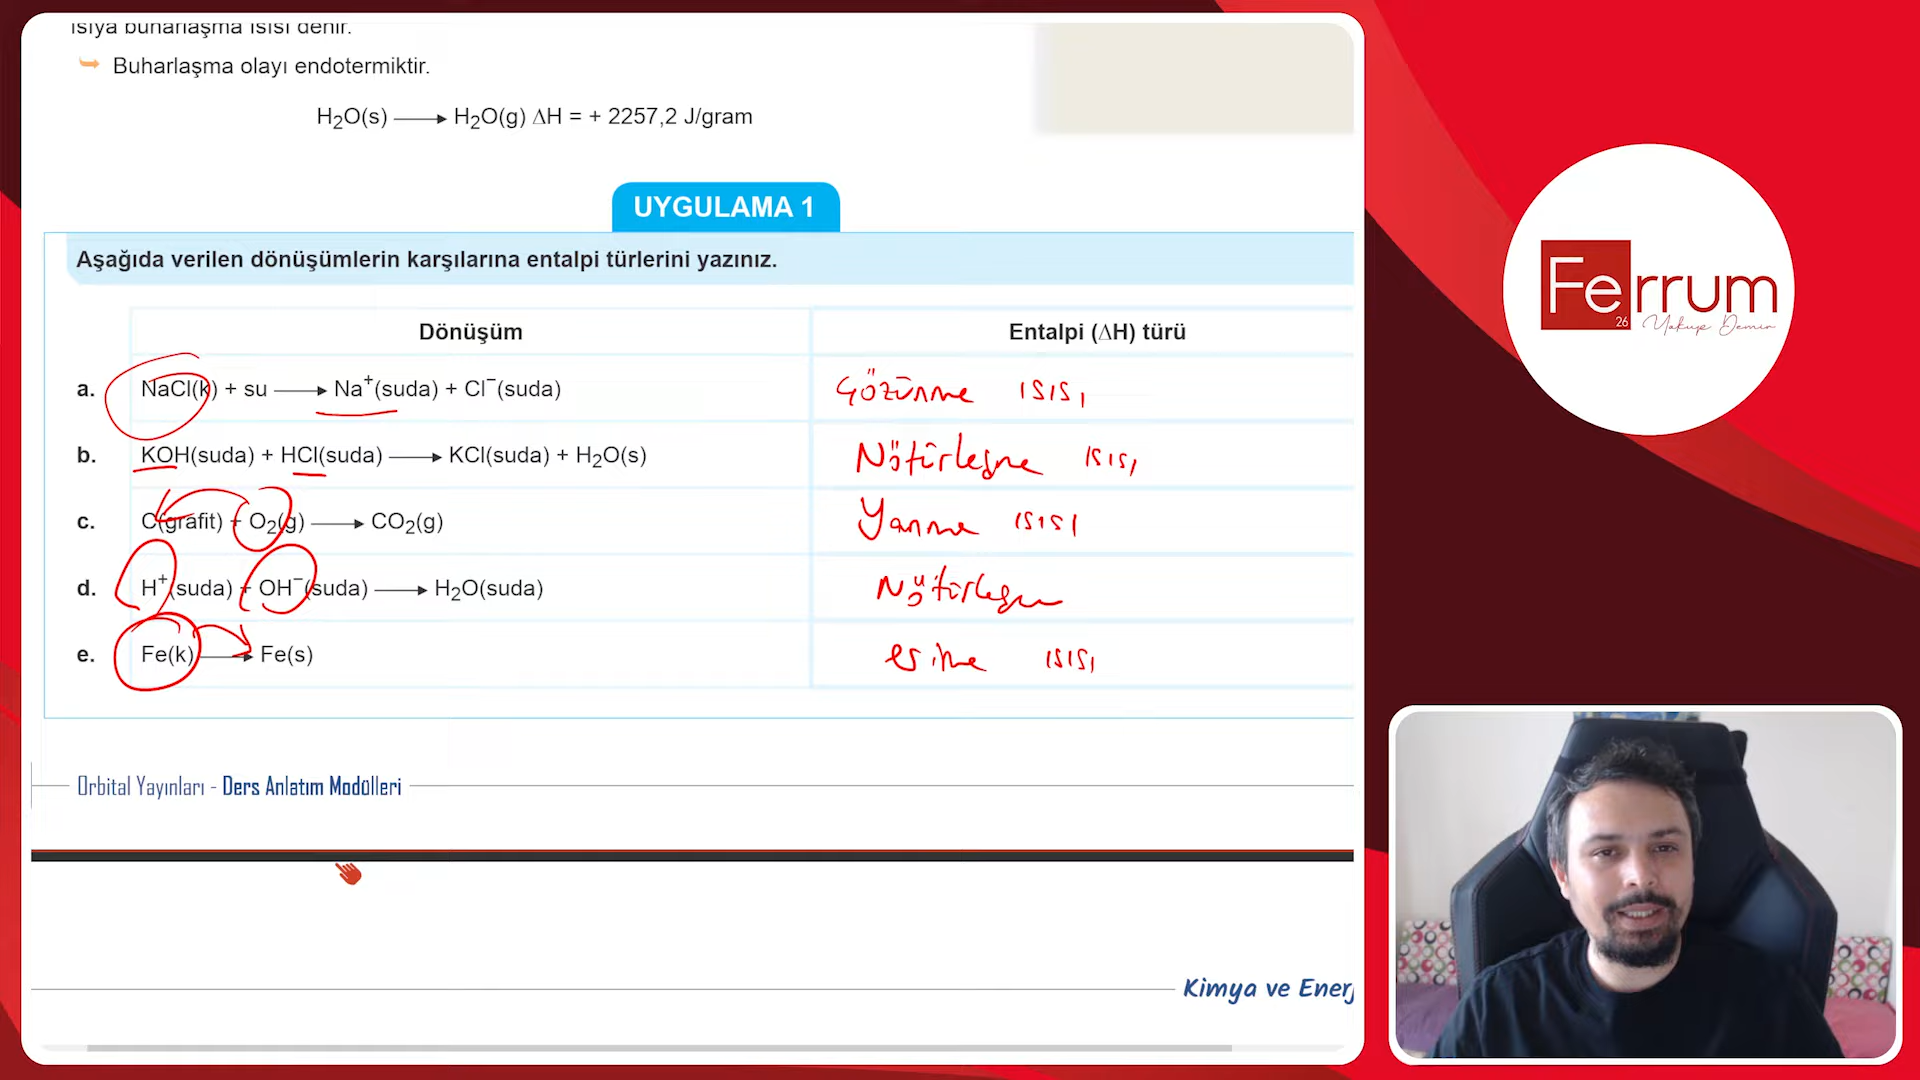 ısıya buharlaşma ısısı denir.
Buharlaşma olayı endotermiktir.
H₂O(s) ⟶ H₂O(g) ΔH = + 2257,2 J/gram
UYGULAMA 1
Aşağıda verilen dönüşümlerin karşılarına entalpi türlerini yazınız.
Dönüşüm Entalpi (ΔH) türü
a. NaCl(k) + su ⟶ Na⁺(suda) + Cl⁻(suda) Çözünme ısısı
b. KOH(suda) + HCl(suda) ⟶ KCl(suda) + H₂O(s) Nötürleşme ısısı
c. C(grafit) + O₂(g) ⟶ CO₂(g) Yanma ısısı
d. H⁺(suda) + OH⁻(suda) ⟶ H₂O(suda)
e. Fe(k) ⟶ Fe(s) erime ısısı
Orbital Yayınları - Ders Anlatım Modülleri
Kimya ve Enerj
Ferrum
26 Yakup Demir